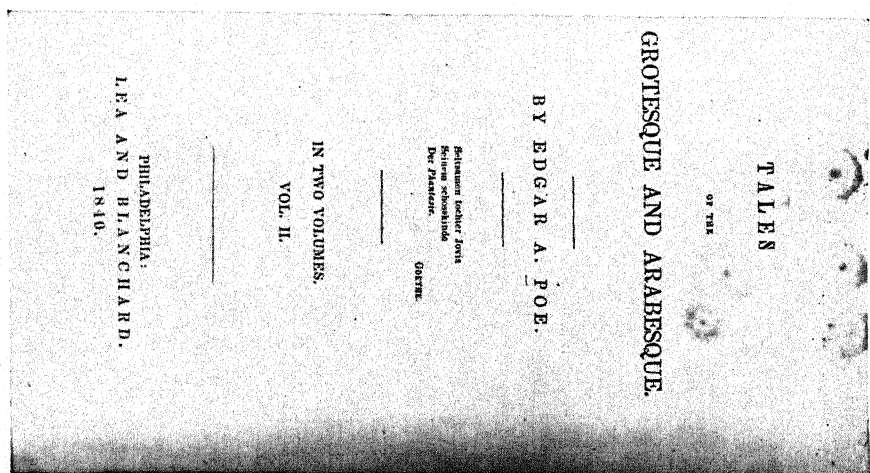 TALES
OF THE
GROTESQUE AND ARABESQUE.
BY EDGAR A. POE.
Seltsamen tochter Jovis
Seinem schosskinde
Der Phantasie.
GOETHE.
IN TWO VOLUMES.
VOL. II.
PHILADELPHIA:
LEA AND BLANCHARD.
1840.